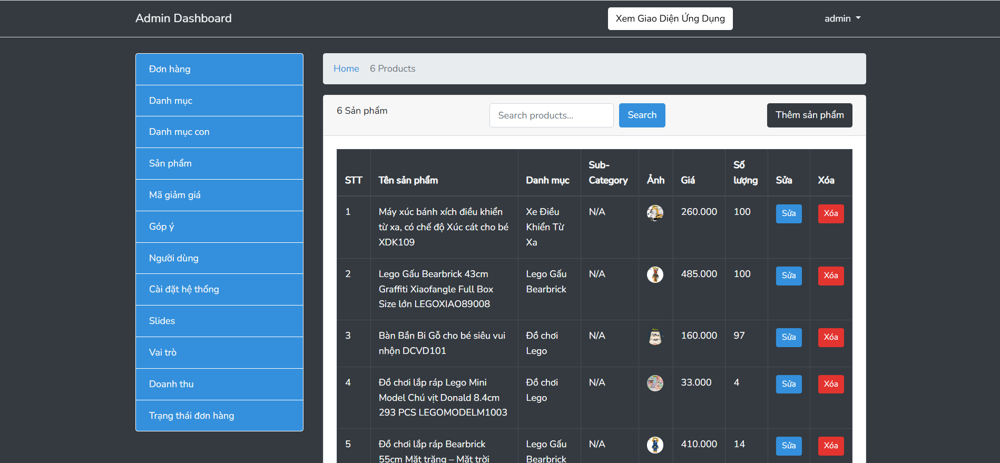 Admin Dashboard
Xem Giao Diện Ứng Dụng
admin
Đơn hàng
Danh mục
Danh mục con
Sản phẩm
Mã giảm giá
Góp ý
Người dùng
Cài đặt hệ thống
Slides
Vai trò
Doanh thu
Trạng thái đơn hàng
Home 6 Products
6 Sản phẩm
Search products...
Search
Thêm sản phẩm
STT
Tên sản phẩm
Danh mục
Sub-
Category
Ảnh
Giá
Số
lượng
Sửa
Xóa
1
Máy xúc bánh xích điều khiển
từ xa, có chế độ Xúc cát cho bé
XDK109
Xe Điều
Khiển Từ
Xa
N/A
260.000
100
Sửa
Xóa
2
Lego Gấu Bearbrick 43cm
Graffiti Xiaofangle Full Box
Size lớn LEGOXIAO89008
Lego Gấu
Bearbrick
N/A
485.000
100
Sửa
Xóa
3
Bàn Bắn Bi Gỗ cho bé siêu vui
nhộn DCVD101
Đồ chơi
Lego
N/A
160.000
97
Sửa
Xóa
4
Đồ chơi lắp ráp Lego Mini
Model Chú vịt Donald 8.4cm
293 PCS LEGOMODELM1003
Đồ chơi
Lego
N/A
33.000
4
Sửa
Xóa
5
Đồ chơi lắp ráp Bearbrick
55cm Mặt trăng – Mặt trời
Lego Gấu
Bearbrick
N/A
410.000
14
Sửa
Xóa